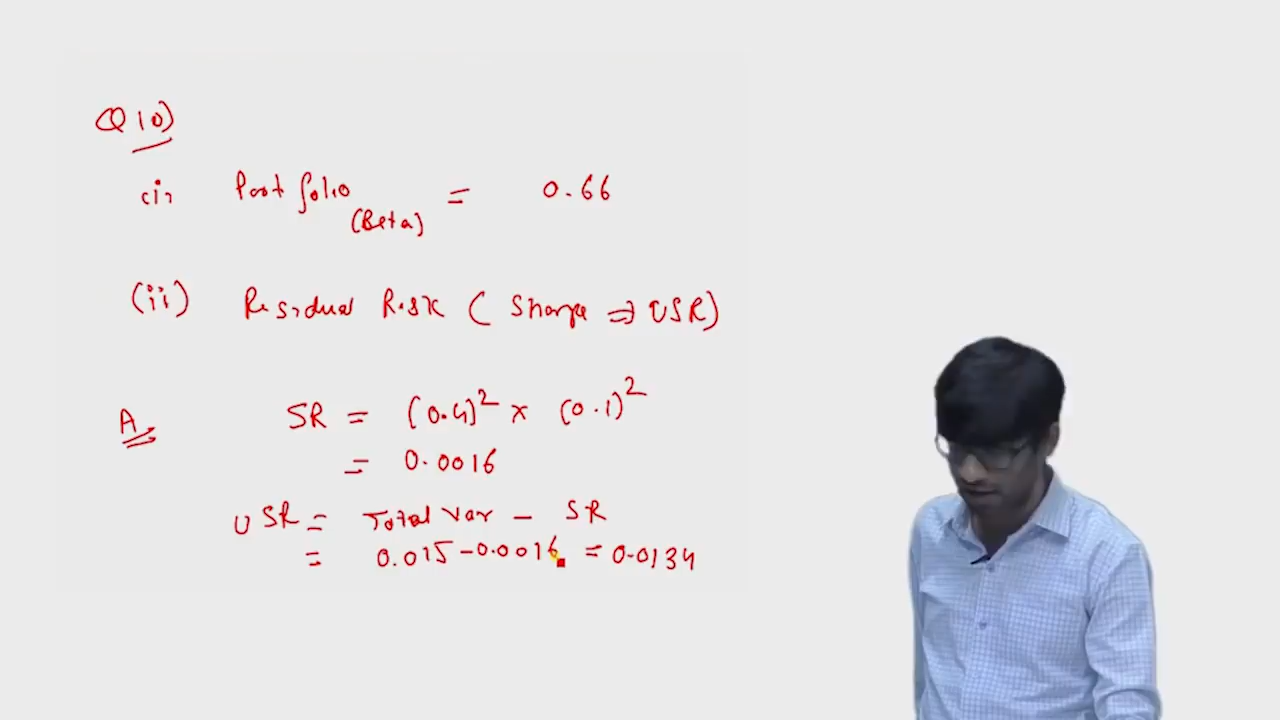 Q10)
(i) Portfolio (Beta) = 0.66
(ii) Residual Risk ( Sharpe ⇒ USR)
A. SR = (0.4)² × (0.1)²
= 0.0016
USR = Total Var - SR
= 0.015 - 0.0016 = 0.0134